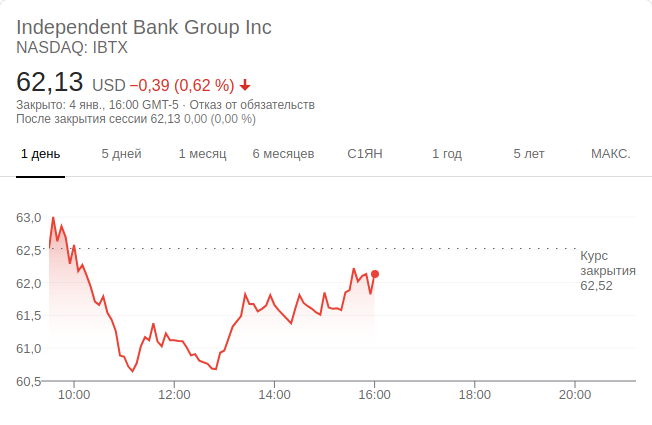 Independent Bank Group Inc
NASDAQ: IBTX
62,13 USD −0,39 (0,62 %)
Закрыто: 4 янв., 16:00 GMT-5 · Отказ от обязательств
После закрытия сессии 62,13 0,00 (0,00 %)
1 день 5 дней 1 месяц 6 месяцев С1ЯН 1 год 5 лет МАКС.
63,0
62,5
Курс
закрытия
62,52
62,0
61,5
61,0
60,5
10:00 12:00 14:00 16:00 18:00 20:00